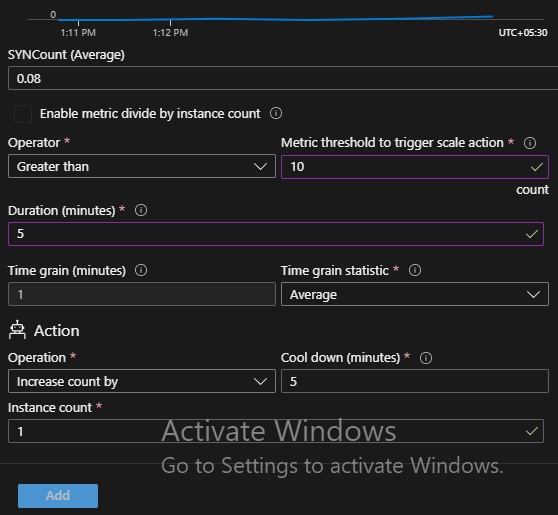 0
1:11 PM 1:12 PM UTC+05:30
SYNCount (Average)
0.08
Enable metric divide by instance count
Operator * Metric threshold to trigger scale action *
Greater than 10
count
Duration (minutes) *
5
Time grain (minutes) Time grain statistic *
1 Average
Action
Operation * Cool down (minutes) *
Increase count by 5
Instance count *
1
Activate Windows
Go to Settings to activate Windows.
Add